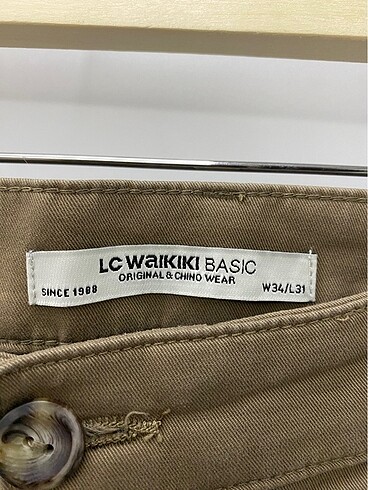 LC WAIKIKI BASIC
ORIGINAL & CHINO WEAR
SINCE 1988 W34/L31